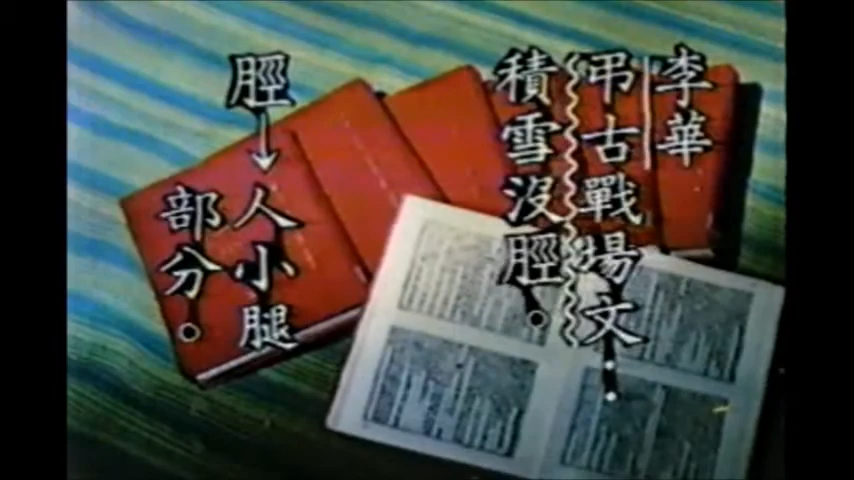 李華
弔古戰場文：
積雪沒脛。
脛→人小腿
部分。